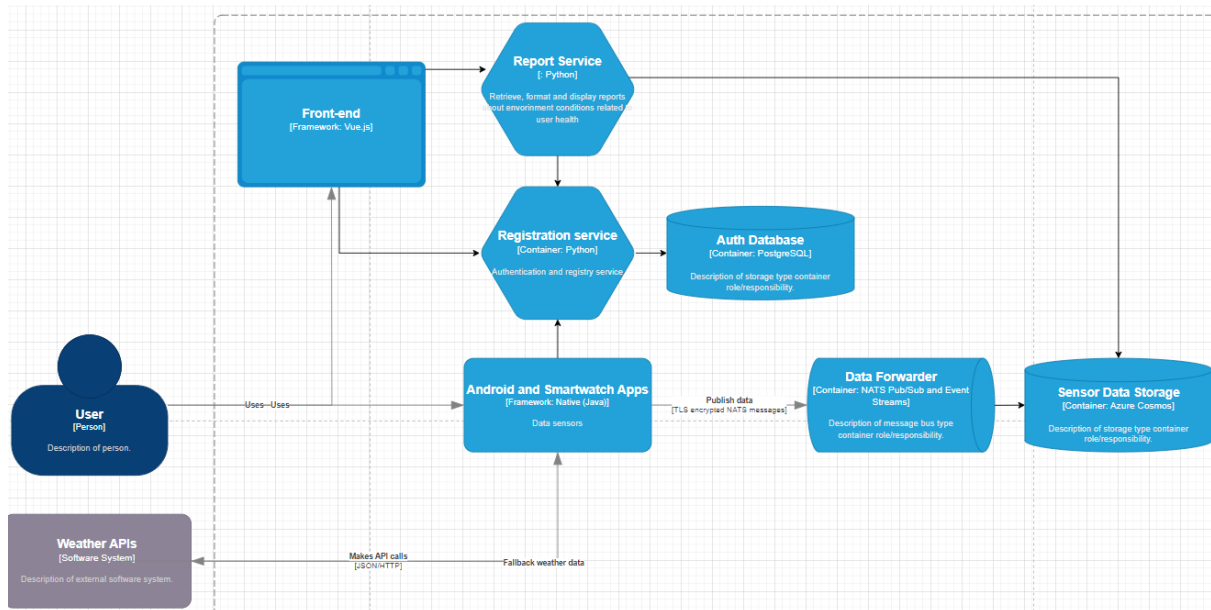 Report Service
[: Python]
Retrieve, format and display reports
about envorinment conditions related to
user health
Front-end
[Framework: Vue.js]
Registration service
[Container: Python]
Authentication and registry service
Auth Database
[Container: PostgreSQL]
Description of storage type container
role/responsibility.
User
[Person]
Description of person.
Uses
Uses
Android and Smartwatch Apps
[Framework: Native (Java)]
Data sensors
Publish data
[TLS encrypted NATS messages]
Data Forwarder
[Container: NATS Pub/Sub and Event
Streams]
Description of message bus type
container role/responsibility.
Sensor Data Storage
[Container: Azure Cosmos]
Description of storage type container
role/responsibility.
Weather APIs
[Software System]
Description of external software system.
Makes API calls
[JSON/HTTP]
Fallback weather data